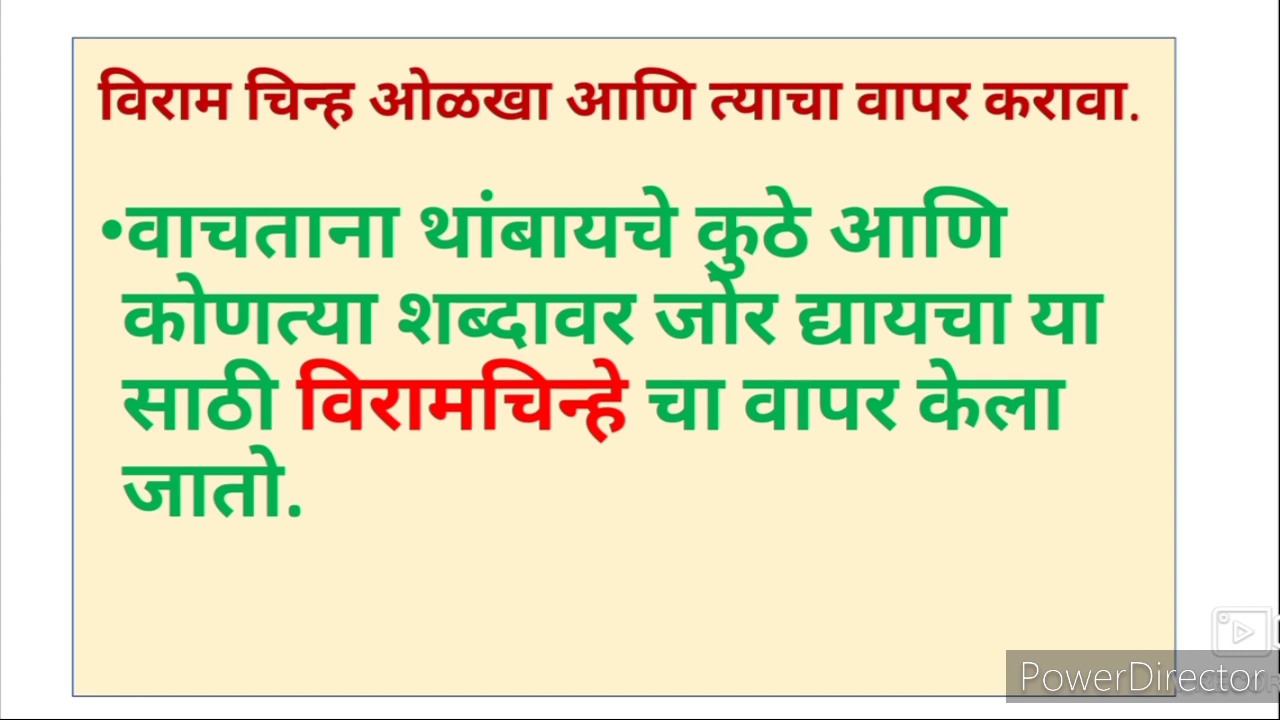 विराम चिन्ह ओळखा आणि त्याचा वापर करावा.
•वाचताना थांबायचे कुठे आणि
कोणत्या शब्दावर जोर द्यायचा या
साठी विरामचिन्हे चा वापर केला
जातो.
PowerDirector